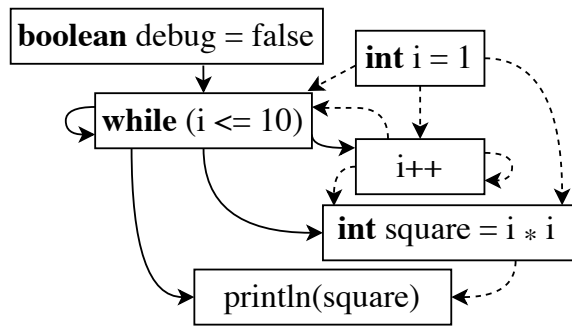 boolean debug = false
int i = 1
while (i <= 10)
i++
int square = i * i
println(square)